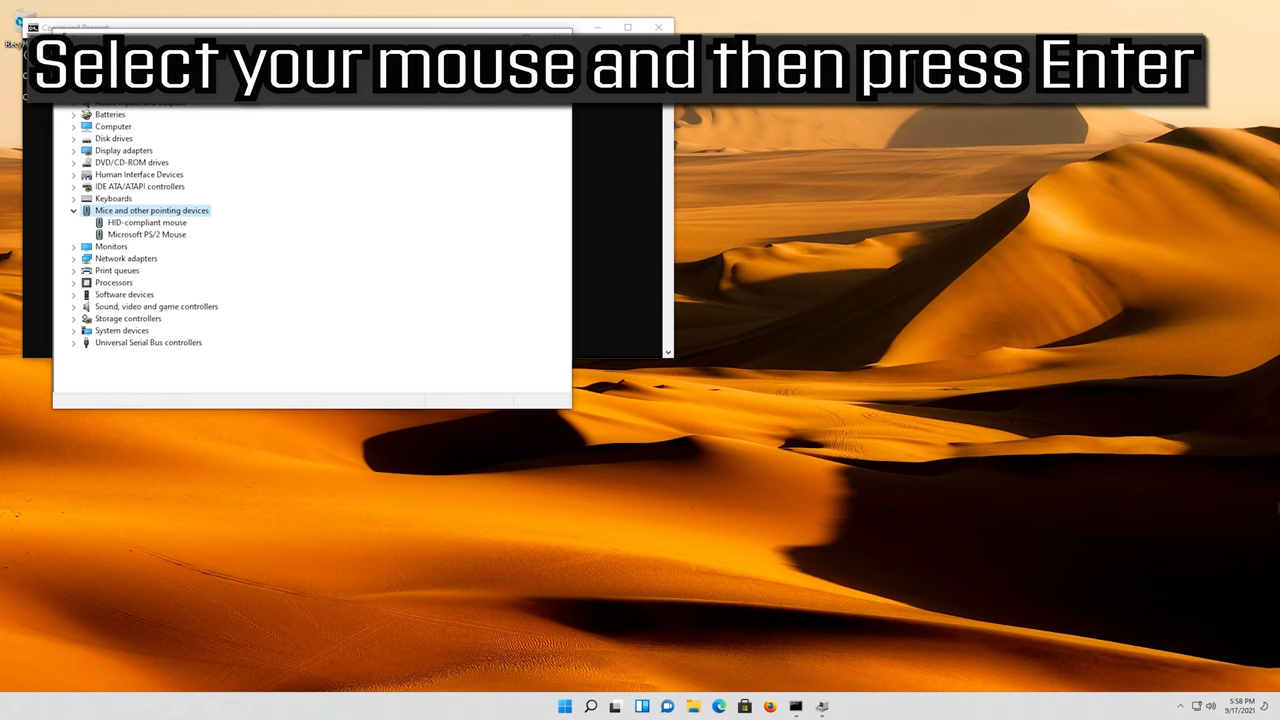 Command Prompt
Select your mouse and then press Enter
Batteries
Computer
Disk drives
Display adapters
DVD/CD-ROM drives
Human Interface Devices
IDE ATA/ATAPI controllers
Keyboards
Mice and other pointing devices
HID-compliant mouse
Microsoft PS/2 Mouse
Monitors
Network adapters
Print queues
Processors
Software devices
Sound, video and game controllers
Storage controllers
System devices
Universal Serial Bus controllers
5:58 PM
9/17/2021